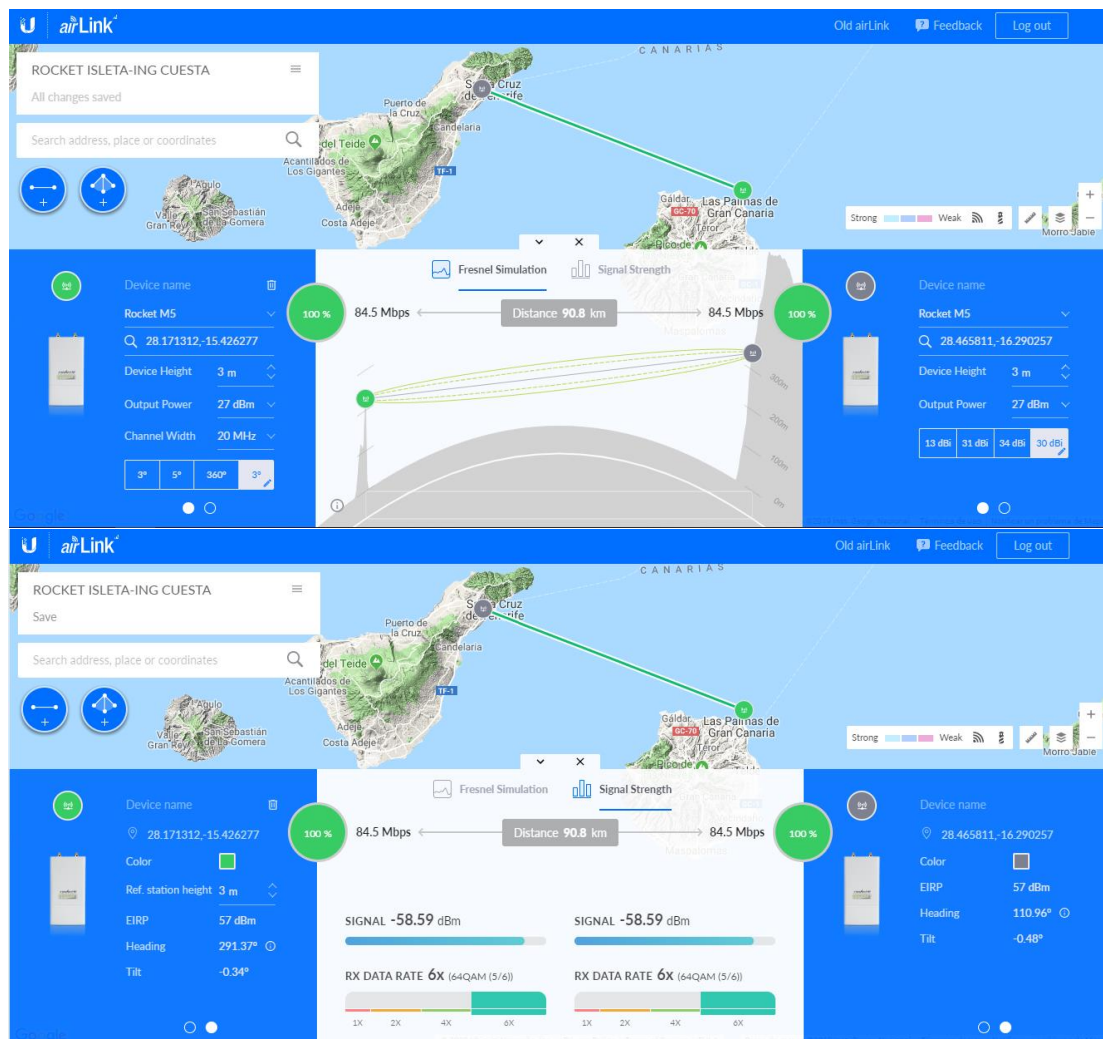 airLink
Old airLink
Feedback
Log out
ROCKET ISLETA-ING CUESTA
All changes saved
Search address, place or coordinates
CANARIAS
Puerto de
la Cruz
Candelaria
del Teide
Acantilados de
Los Gigantes
TF-1
Adeje
Costa Adeje
Agulo
Valle
Gran Rey
San Sebastián
de La Gomera
Gáldar
Las Palmas de
Gran Canaria
GC-70
Teror
Pico de
Strong
Weak
Morro Jable
Device name
Rocket M5
28.171312,-15.426277
Device Height 3 m
Output Power 27 dBm
Channel Width 20 MHz
3° 5° 360° 3°
Fresnel Simulation
Signal Strength
100 %
84.5 Mbps
Distance 90.8 km
84.5 Mbps
100 %
Maspalomas
300m
200m
100m
0m
Device name
Rocket M5
28.465811,-16.290257
Device Height 3 m
Output Power 27 dBm
13 dBi 31 dBi 34 dBi 30 dBi
Google
airLink
Old airLink
Feedback
Log out
ROCKET ISLETA-ING CUESTA
Save
Search address, place or coordinates
CANARIAS
Puerto de
la Cruz
Candelaria
del Teide
Acantilados de
Los Gigantes
TF-1
Adeje
Costa Adeje
Agulo
Valle
Gran Rey
San Sebastián
de La Gomera
Gáldar
Las Palmas de
Gran Canaria
GC-70
Teror
Pico de
Strong
Weak
Morro Jable
Device name
28.171312,-15.426277
Color
Ref. station height 3 m
EIRP 57 dBm
Heading 291.37°
Tilt -0.34°
Fresnel Simulation
Signal Strength
100 %
84.5 Mbps
Distance 90.8 km
84.5 Mbps
100 %
Maspalomas
SIGNAL -58.59 dBm
SIGNAL -58.59 dBm
RX DATA RATE 6X (64QAM (5/6))
RX DATA RATE 6X (64QAM (5/6))
1X 2X 4X 6X
1X 2X 4X 6X
Device name
28.465811,-16.290257
Color
EIRP 57 dBm
Heading 110.96°
Tilt -0.48°
Google